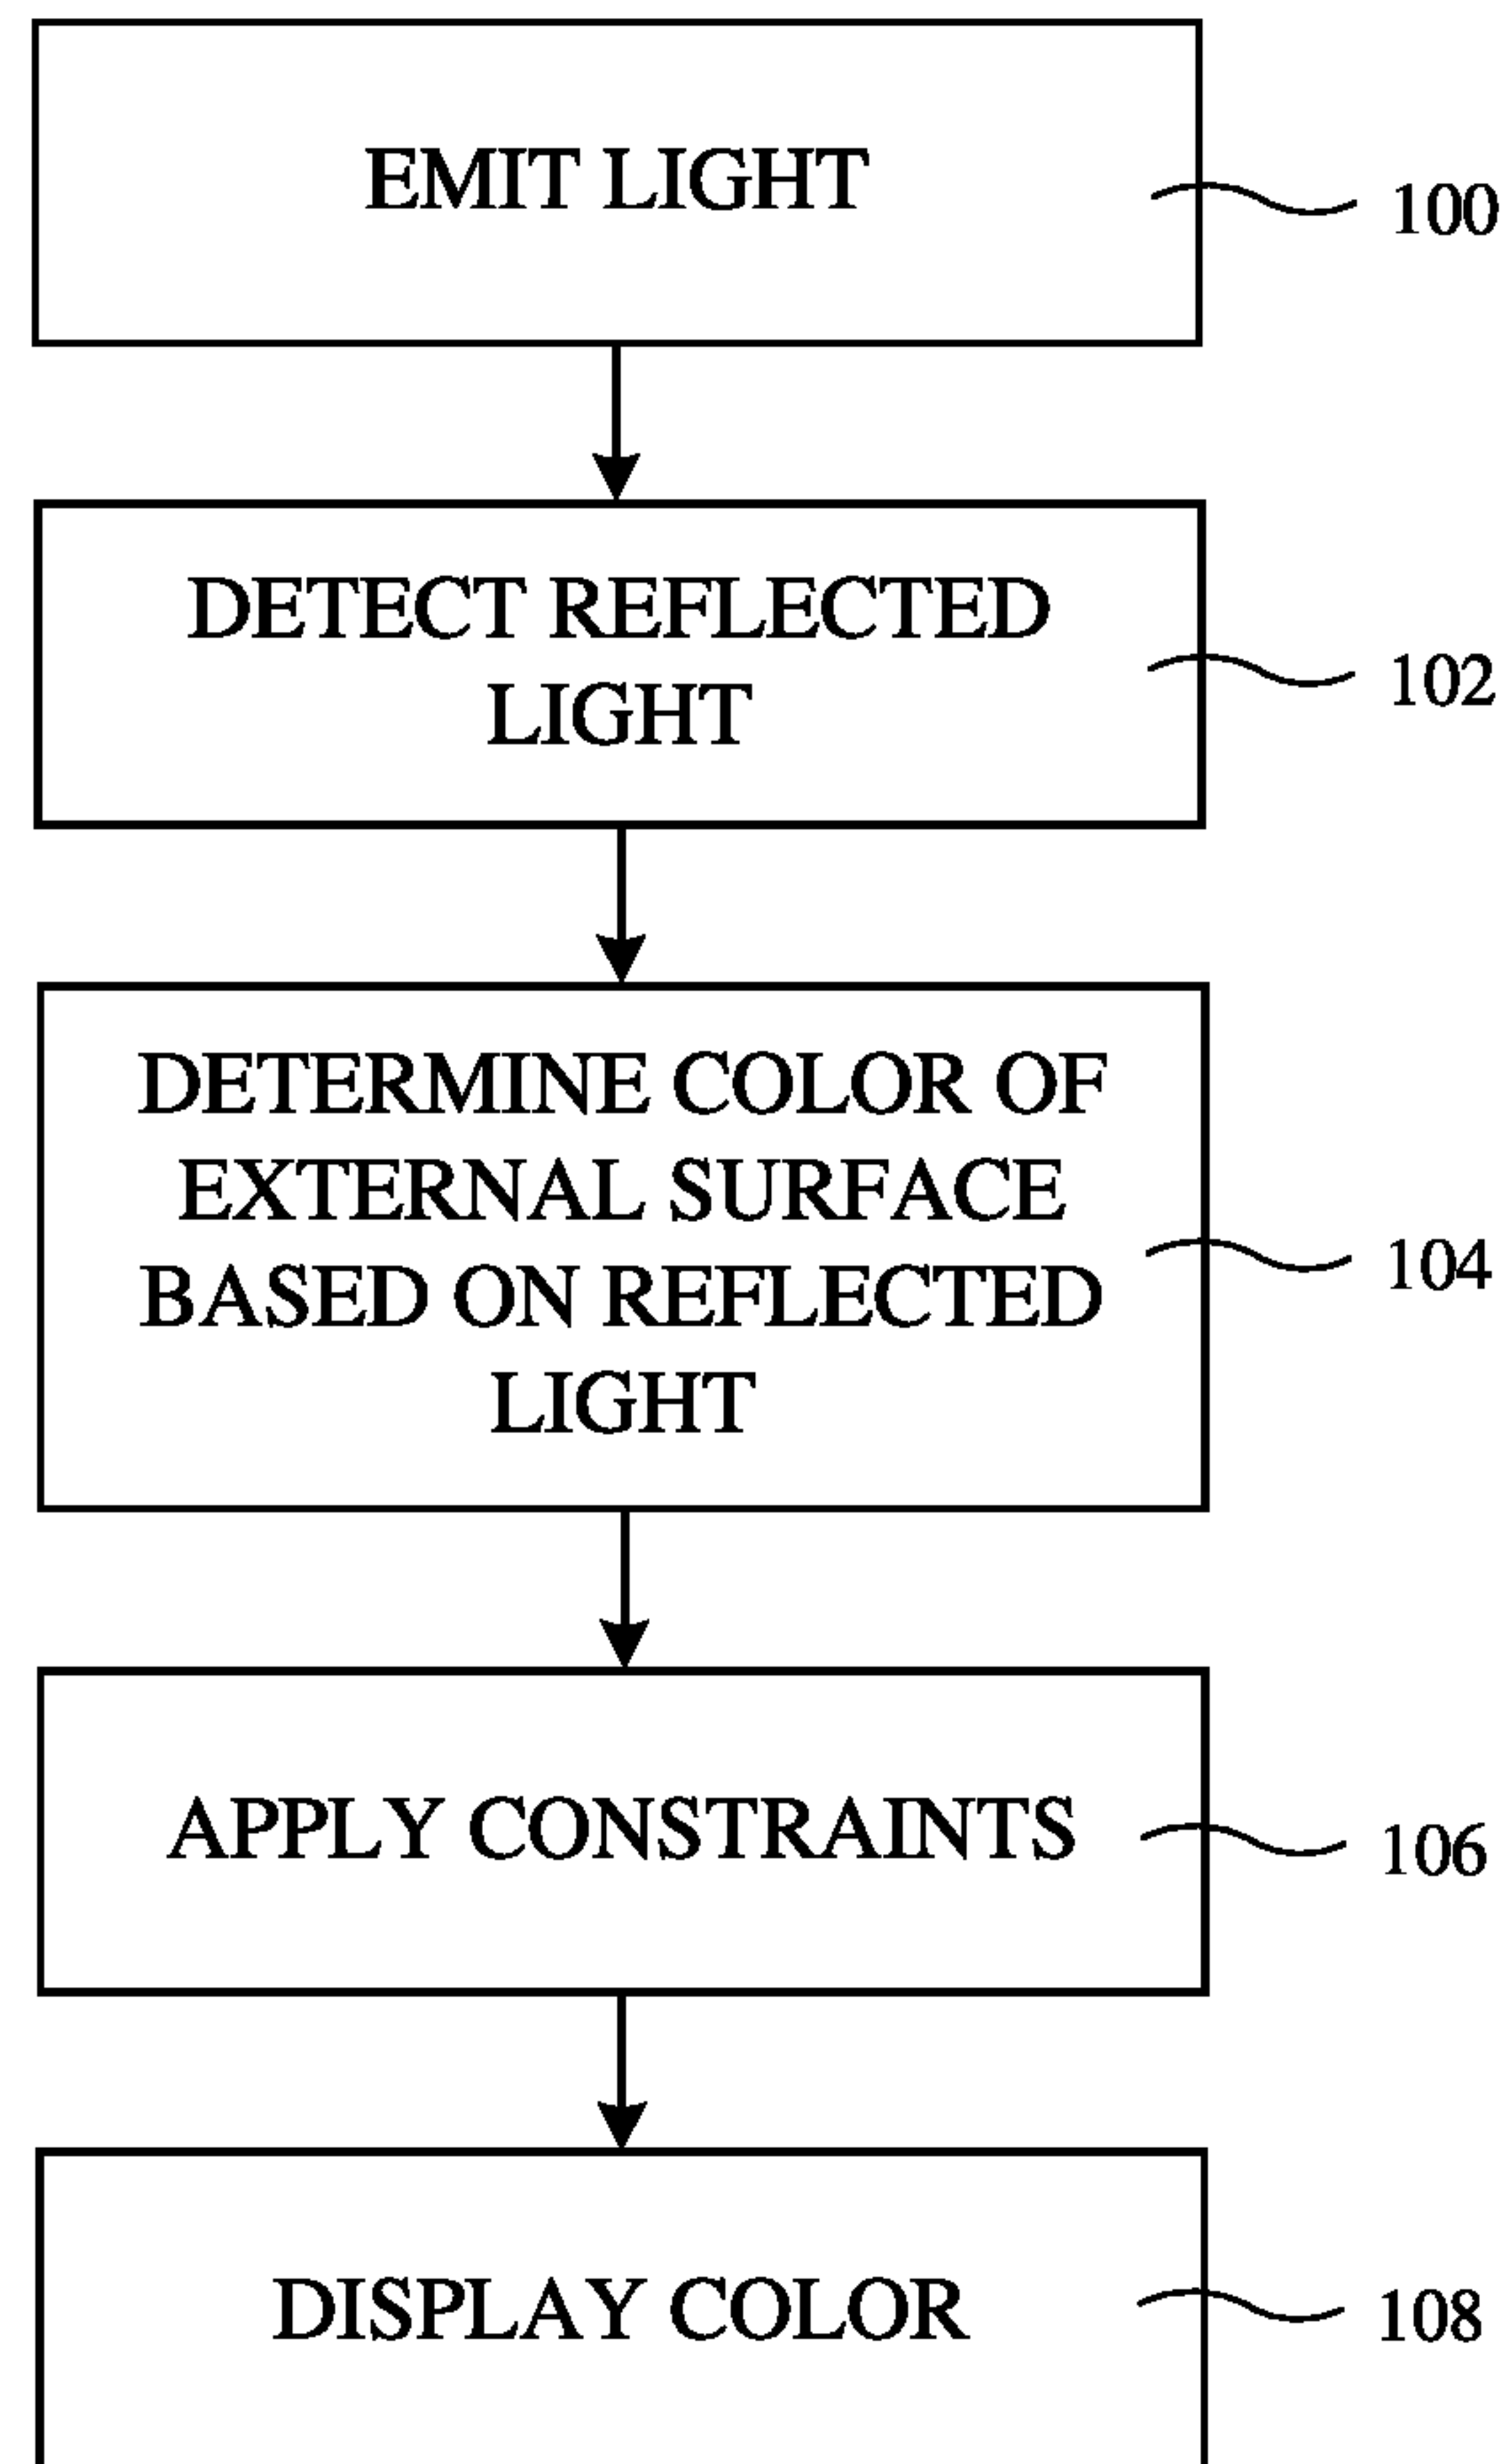 EMIT LIGHT
100
DETECT REFLECTED
LIGHT
102
DETERMINE COLOR OF
EXTERNAL SURFACE
BASED ON REFLECTED
LIGHT
104
APPLY CONSTRAINTS
106
DISPLAY COLOR
108